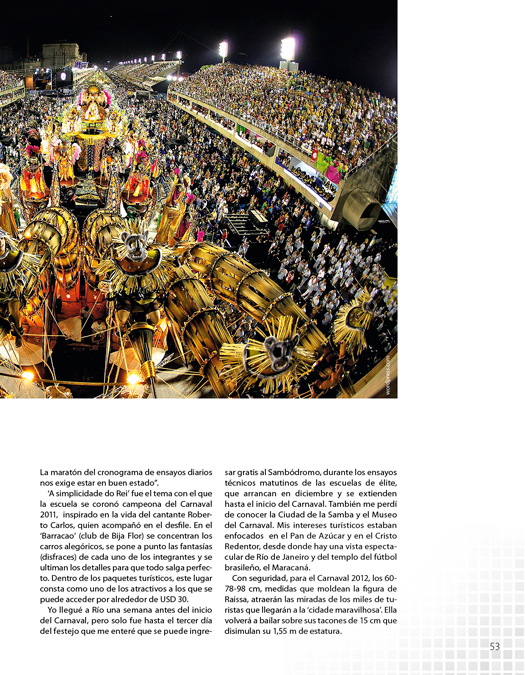 La maratón del cronograma de ensayos diarios
nos exige estar en buen estado”.
‘A simplicidade do Rei’ fue el tema con el que
la escuela se coronó campeona del Carnaval
2011, inspirado en la vida del cantante Rober-
to Carlos, quien acompañó en el desfile. En el
‘Barracao’ (club de Bija Flor) se concentran los
carros alegóricos, se pone a punto las fantasías
(disfraces) de cada uno de los integrantes y se
ultiman los detalles para que todo salga perfec-
to. Dentro de los paquetes turísticos, este lugar
consta como uno de los atractivos a los que se
puede acceder por alrededor de USD 30.
Yo llegué a Río una semana antes del inicio
del Carnaval, pero solo fue hasta el tercer día
del festejo que me enteré que se puede ingre-
sar gratis al Sambódromo, durante los ensayos
técnicos matutinos de las escuelas de élite,
que arrancan en diciembre y se extienden
hasta el inicio del Carnaval. También me perdí
de conocer la Ciudad de la Samba y el Museo
del Carnaval. Mis intereses turísticos estaban
enfocados en el Pan de Azúcar y en el Cristo
Redentor, desde donde hay una vista especta-
cular de Río de Janeiro y del templo del fútbol
brasileño, el Maracaná.
Con seguridad, para el Carnaval 2012, los 60-
78-98 cm, medidas que moldean la figura de
Raissa, atraerán las miradas de los miles de tu-
ristas que llegarán a la ‘cidade maravilhosa’. Ella
volverá a bailar sobre sus tacones de 15 cm que
disimulan su 1,55 m de estatura.
53